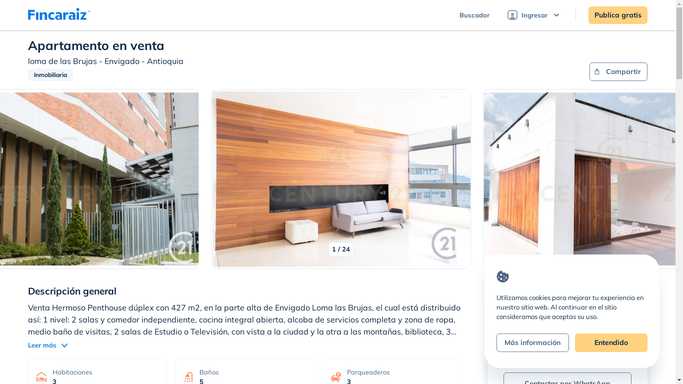 Fincaraiz
Buscador
Ingresar
Publica gratis
Apartamento en venta
loma de las Brujas - Envigado - Antioquia
Inmobiliaria
Compartir
CENTURY 21
21
21
1 / 24
Descripción general
Venta Hermoso Penthouse dúplex con 427 m2, en la parte alta de Envigado Loma las Brujas, el cual está distribuido
así: 1 nivel: 2 salas y comedor independiente, cocina integral abierta, alcoba de servicios completa y zona de ropa,
medio baño de visitas, 2 salas de Estudio o Televisión, con vista a la ciudad y la otra a las montañas, biblioteca, 3...
Leer más
Habitaciones
3
Baños
5
Parqueaderos
3
Utilizamos cookies para mejorar tu experiencia en
nuestro sitio web. Al continuar en el sitio
consideramos que aceptas su uso.
Más información
Entendido
Contactar por WhatsApp